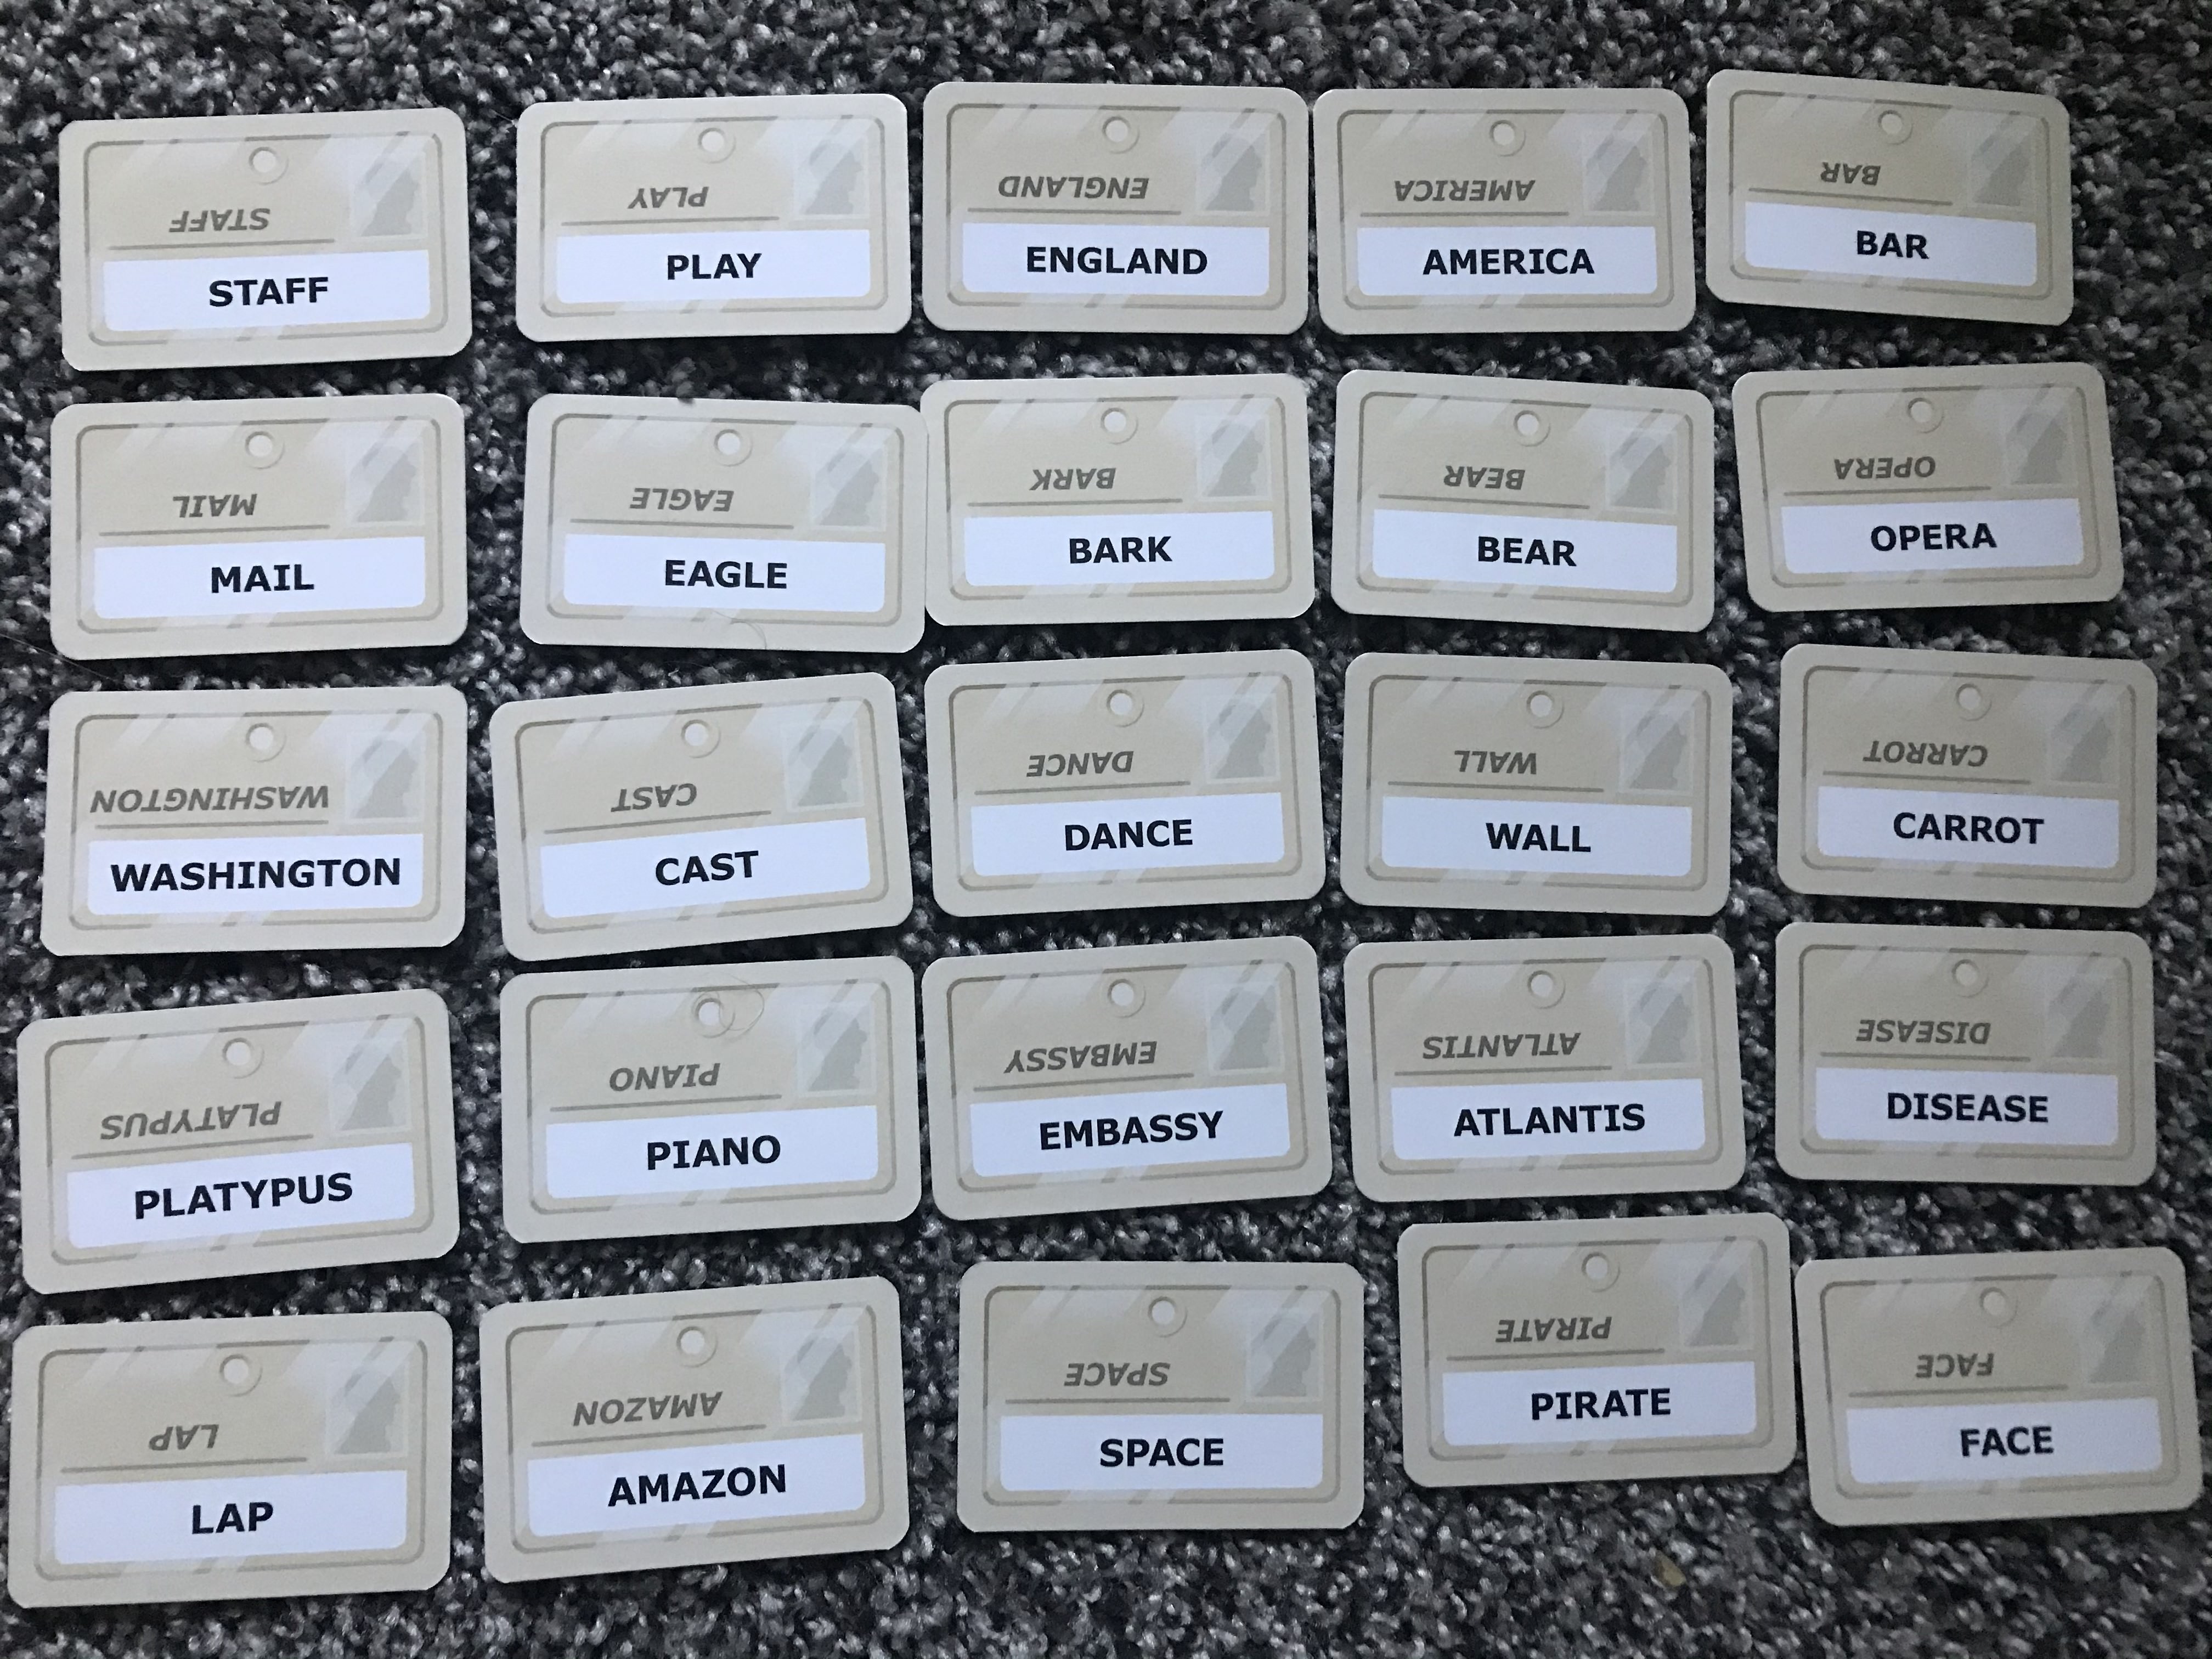 STAFF
STAFF
PLAY
PLAY
ENGLAND
ENGLAND
AMERICA
AMERICA
BAR
BAR
MAIL
MAIL
EAGLE
EAGLE
BARK
BARK
BEAR
BEAR
OPERA
OPERA
WASHINGTON
WASHINGTON
CAST
CAST
DANCE
DANCE
WALL
WALL
CARROT
CARROT
PLATYPUS
PLATYPUS
PIANO
PIANO
EMBASSY
EMBASSY
ATLANTIS
ATLANTIS
DISEASE
DISEASE
LAP
LAP
AMAZON
AMAZON
SPACE
SPACE
PIRATE
PIRATE
FACE
FACE